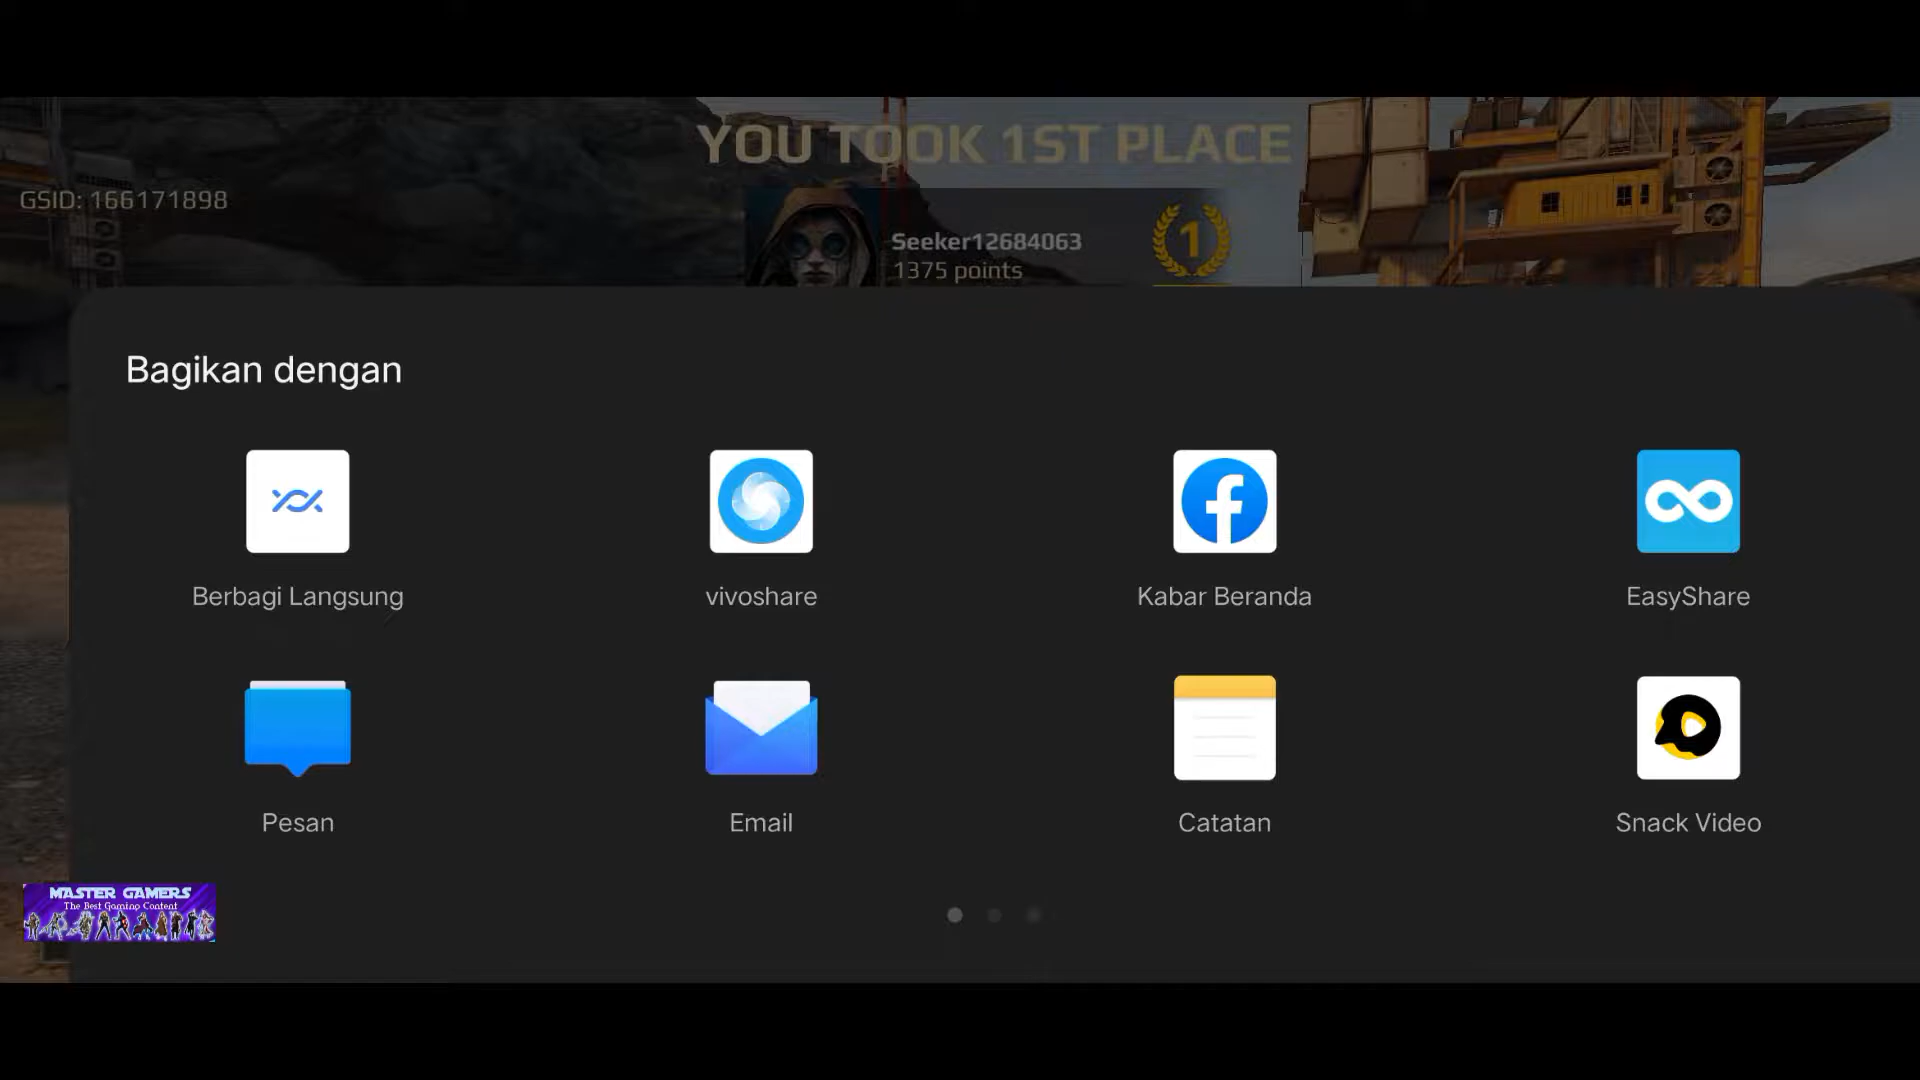 YOU TOOK 1ST PLACE
GSID: 166171898
Seeker12684063
1375 points
1
Bagikan dengan
Berbagi Langsung
vivoshare
Kabar Beranda
EasyShare
Pesan
Email
Catatan
Snack Video
MASTER GAMERS
The Best Gaming Content